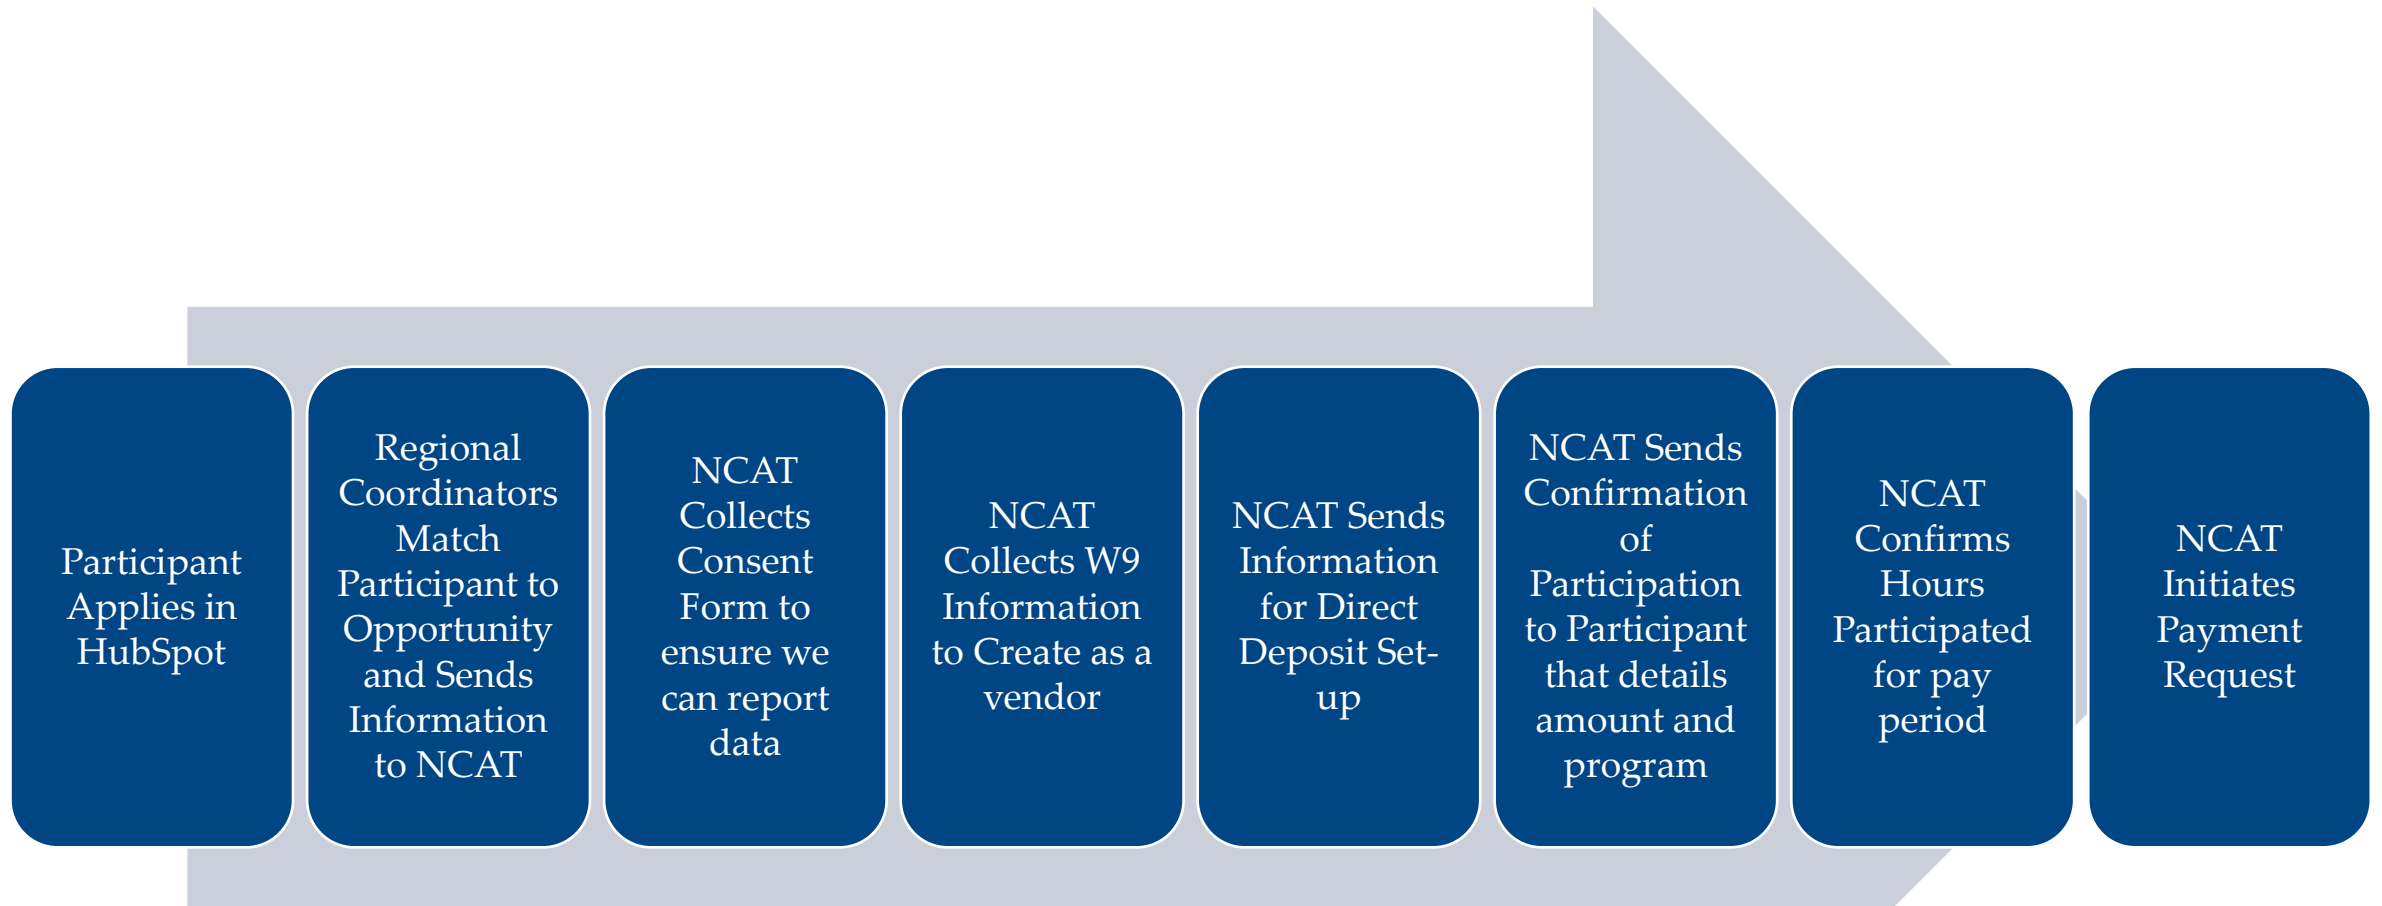 Participant
Applies in
HubSpot
Regional
Coordinators
Match
Participant to
Opportunity
and Sends
Information
to NCAT
NCAT
Collects
Consent
Form to
ensure we
can report
data
NCAT
Collects W9
Information
to Create as a
vendor
NCAT Sends
Information
for Direct
Deposit Set-
up
NCAT Sends
Confirmation
of
Participation
to Participant
that details
amount and
program
NCAT
Confirms
Hours
Participated
for pay
period
NCAT
Initiates
Payment
Request